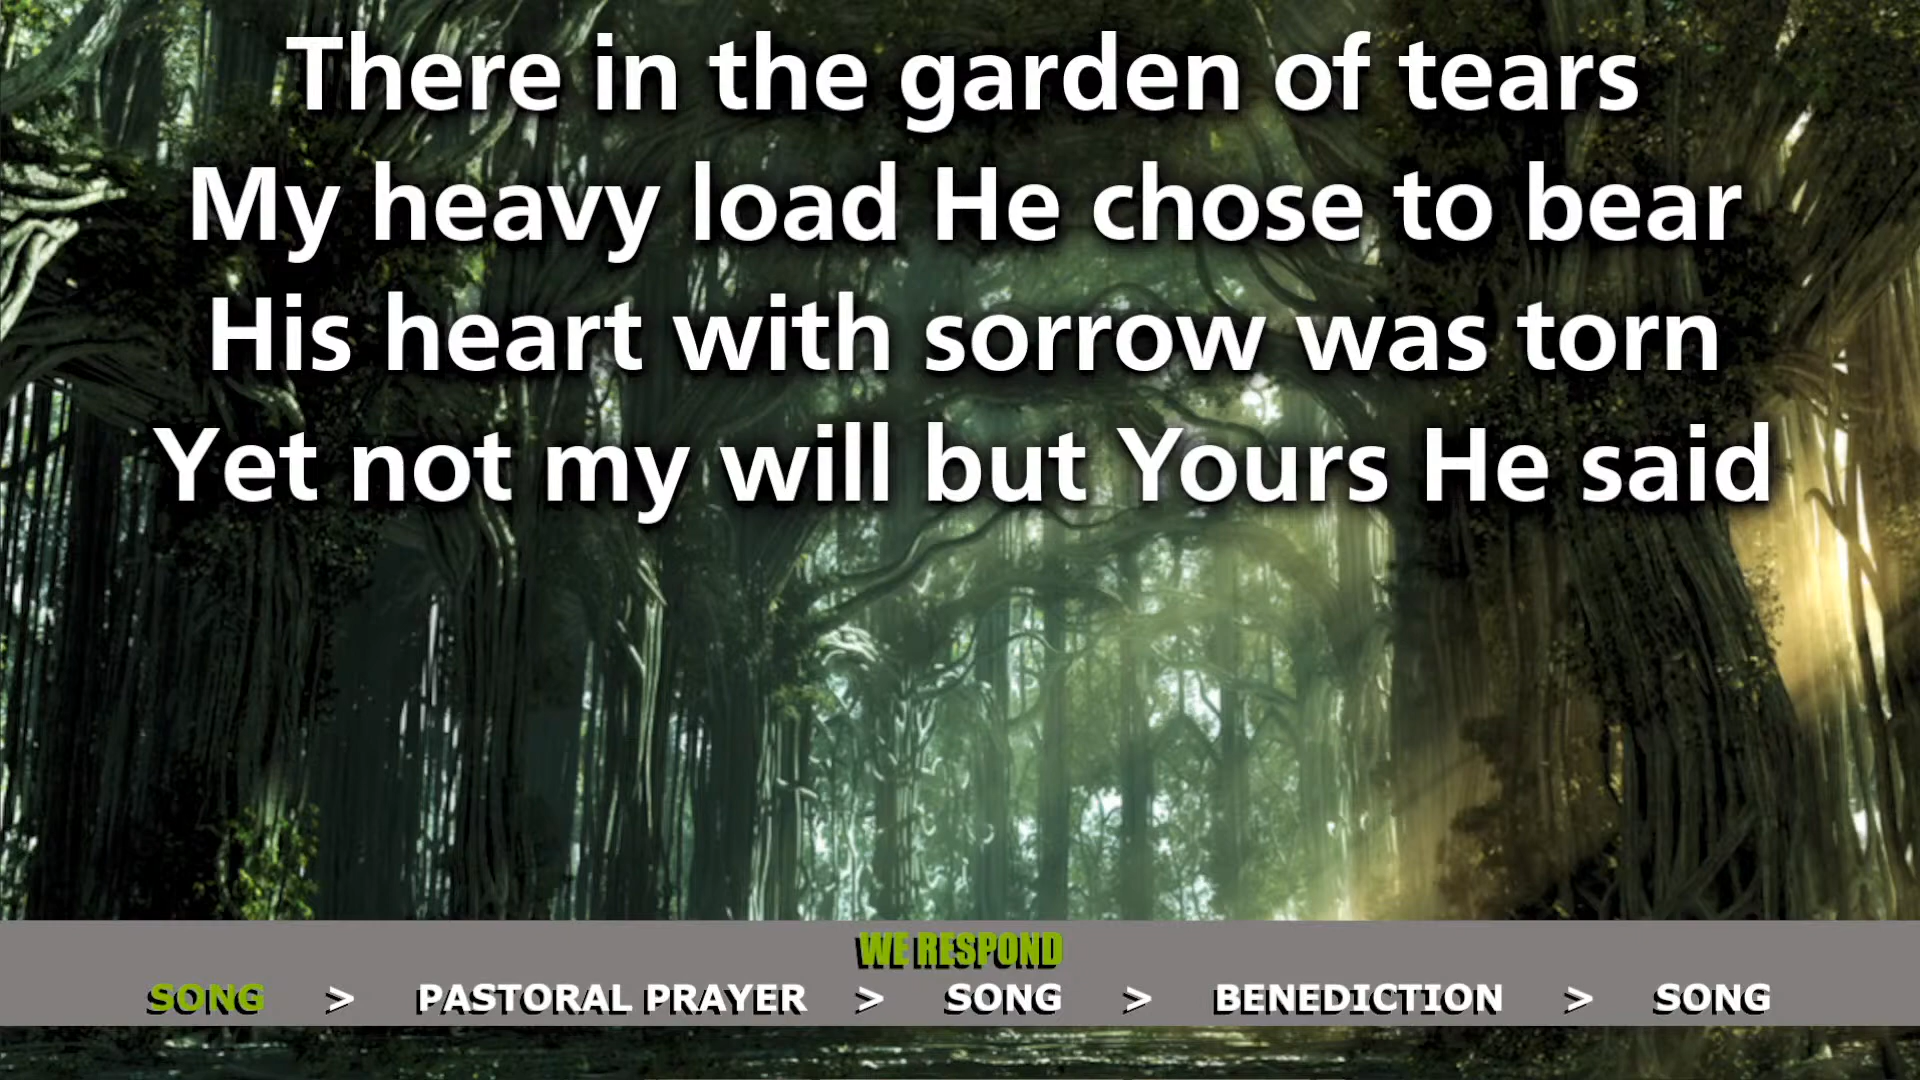 There in the garden of tears
My heavy load He chose to bear
His heart with sorrow was torn
Yet not my will but Yours He said
WE RESPOND
SONG > PASTORAL PRAYER > SONG > BENEDICTION > SONG